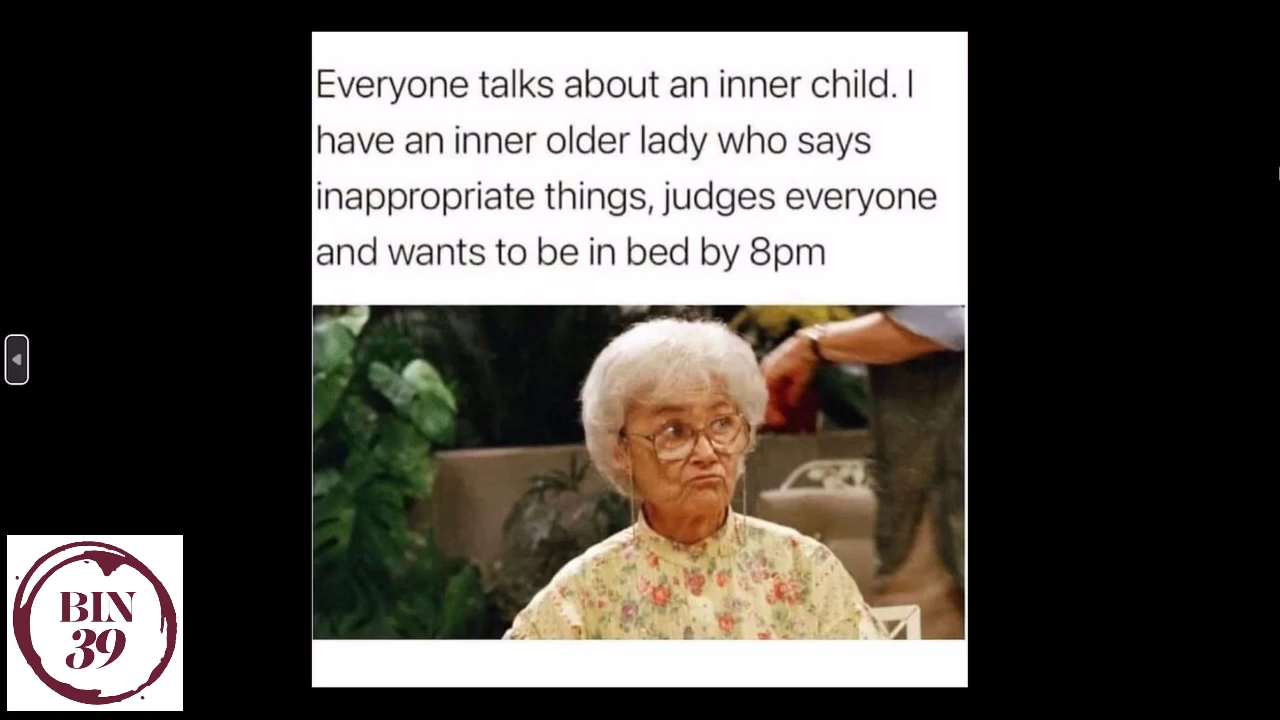 Everyone talks about an inner child. I
have an inner older lady who says
inappropriate things, judges everyone
and wants to be in bed by 8pm
BIN
39